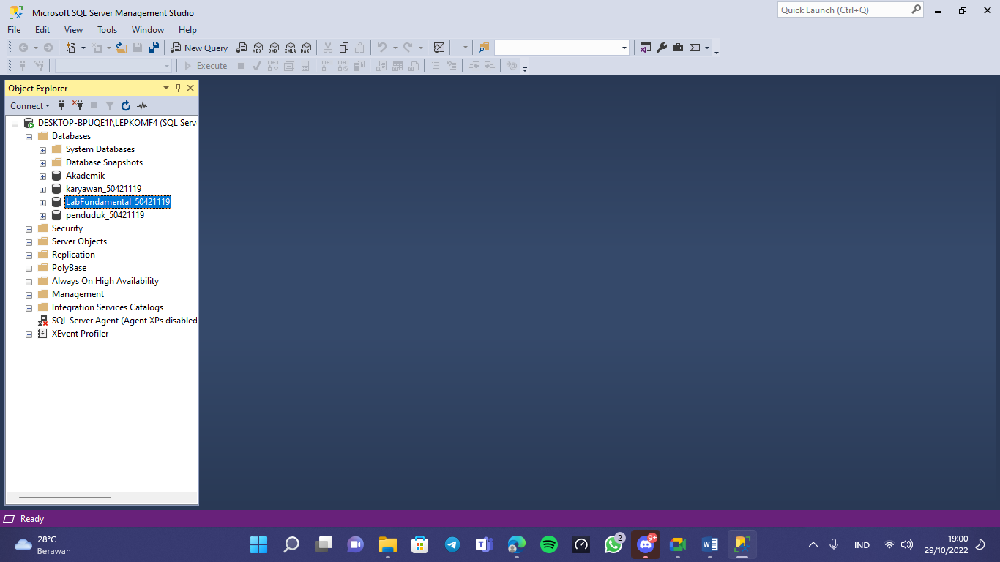 Microsoft SQL Server Management Studio
Quick Launch (Ctrl+Q)
File Edit View Tools Window Help
New Query MDX DMX XMLA DAX
Execute
Object Explorer
Connect
DESKTOP-BPUQE1I\LEPKOMF4 (SQL Serv
Databases
System Databases
Database Snapshots
Akademik
karyawan_50421119
LabFundamental_50421119
penduduk_50421119
Security
Server Objects
Replication
PolyBase
Always On High Availability
Management
Integration Services Catalogs
SQL Server Agent (Agent XPs disabled
XEvent Profiler
Ready
28°C
Berawan
2
9+
IND
19:00
29/10/2022